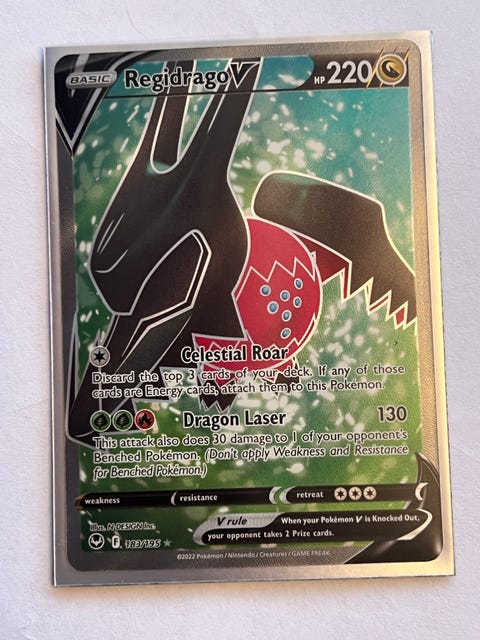 BASIC Regidrago V HP 220
Celestial Roar
Discard the top 3 cards of your deck. If any of those
cards are Energy cards, attach them to this Pokémon.
Dragon Laser 130
This attack also does 30 damage to 1 of your opponent's
Benched Pokémon. (Don't apply Weakness and Resistance
for Benched Pokémon.)
weakness resistance retreat
V rule When your Pokémon V is Knocked Out,
your opponent takes 2 Prize cards.
Illus. N-DESIGN Inc.
F 183/195
©2022 Pokémon / Nintendo / Creatures / GAME FREAK